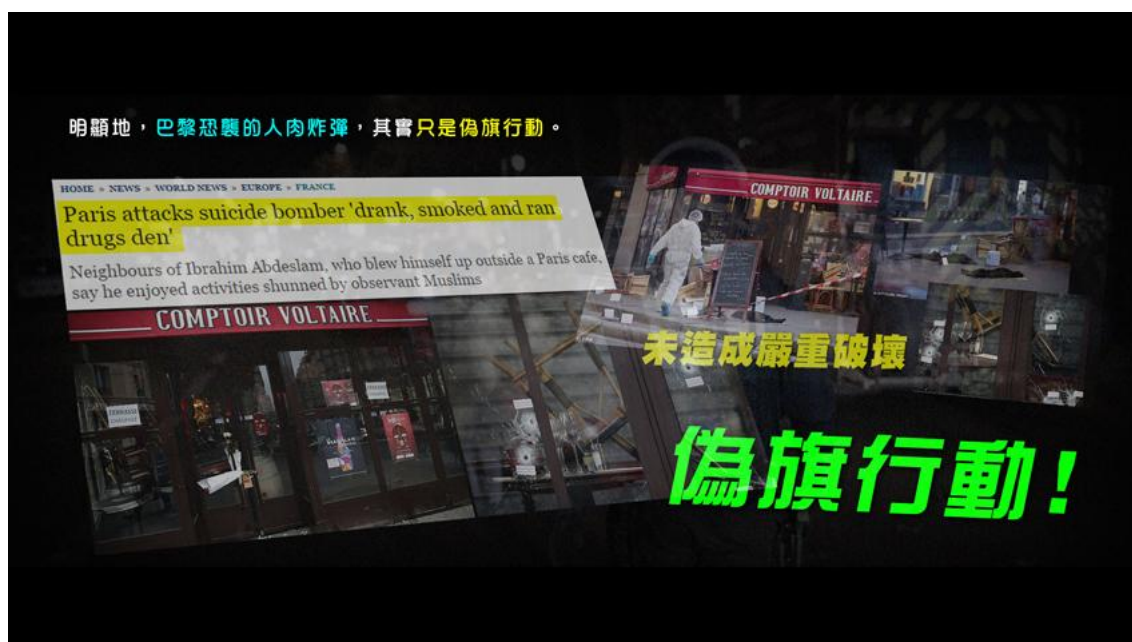 明顯地，巴黎恐襲的人肉炸彈，其實只是偽旗行動。
HOME » NEWS » WORLD NEWS » EUROPE » FRANCE
Paris attacks suicide bomber 'drank, smoked and ran
drugs den'
Neighbours of Ibrahim Abdeslam, who blew himself up outside a Paris cafe,
say he enjoyed activities shunned by observant Muslims
COMPTOIR VOLTAIRE
COMPTOIR VOLTAIRE
未造成嚴重破壞
偽旗行動！